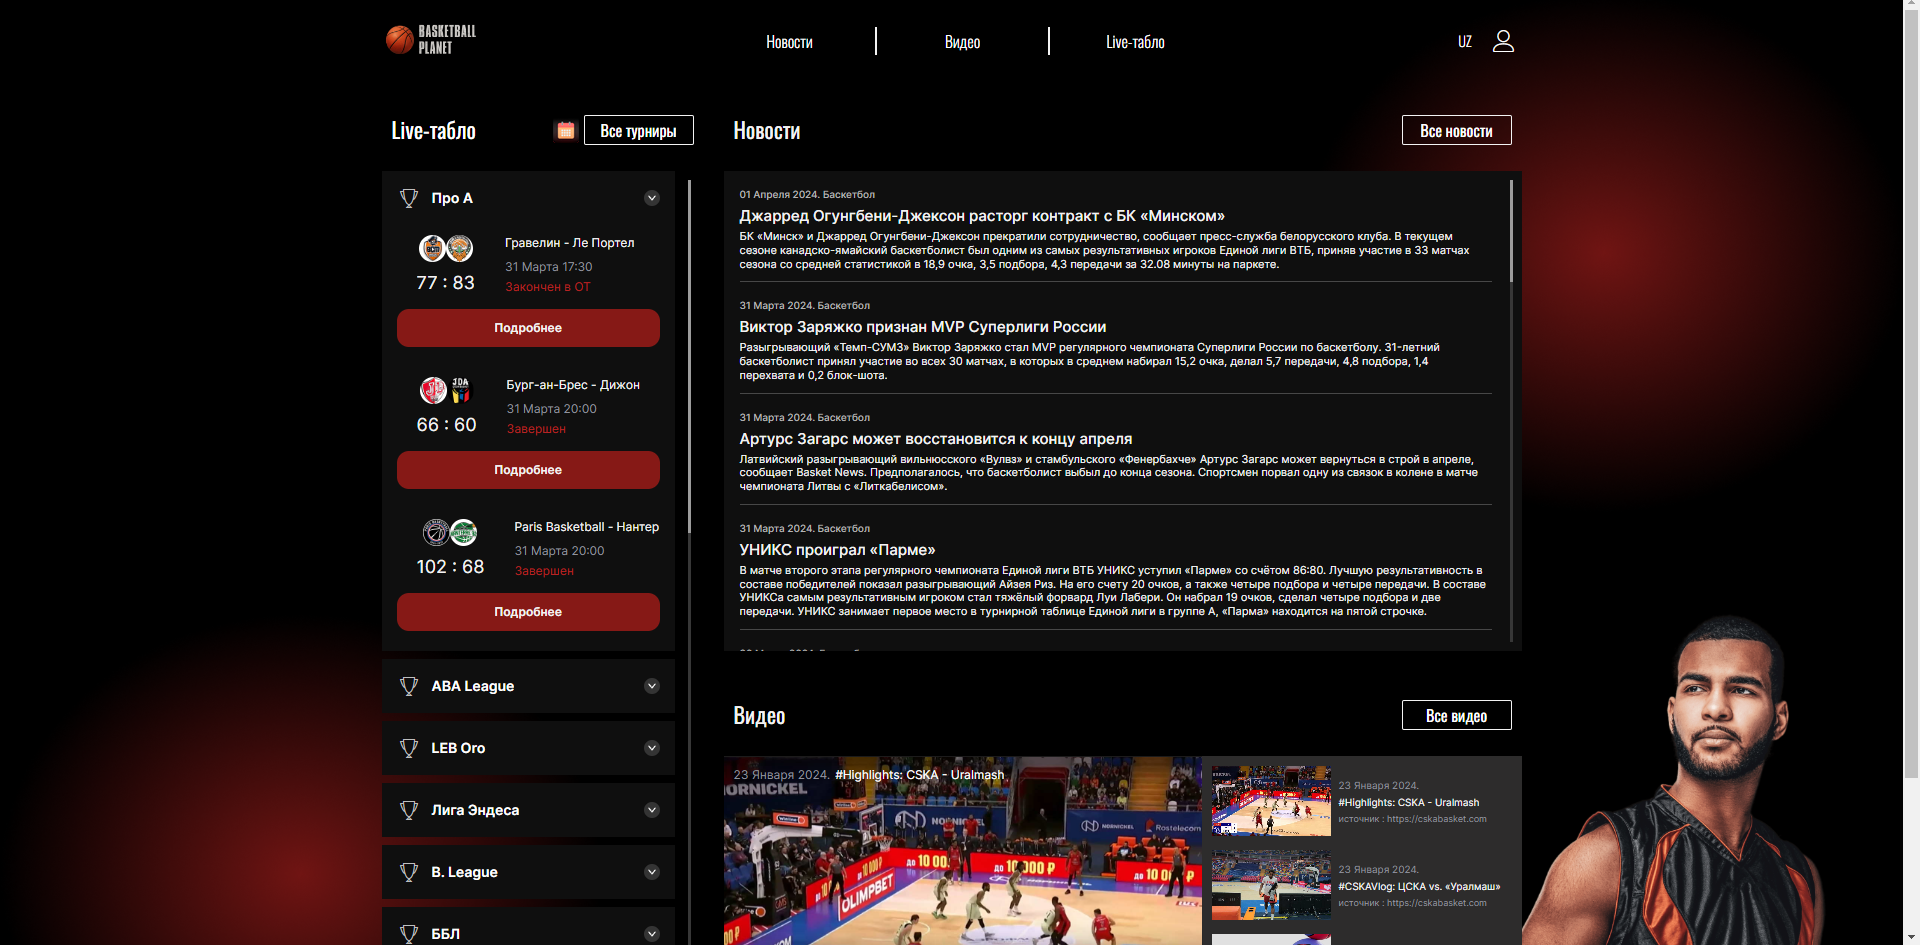 BASKETBALL
PLANET
Новости
Видео
Live-табло
UZ
Live-табло
Все турниры
Про А
Гравелин - Ле Портел
31 Марта 17:30
77 : 83
Закончен в ОТ
Подробнее
JDA
Бург-ан-Брес - Дижон
31 Марта 20:00
66 : 60
Завершен
Подробнее
Paris Basketball - Нантер
31 Марта 20:00
102 : 68
Завершен
Подробнее
ABA League
LEB Oro
Лига Эндеса
B. League
ББЛ
Новости
Все новости
01 Апреля 2024. Баскетбол
Джарред Огунгбени-Джексон расторг контракт с БК «Минском»
БК «Минск» и Джарред Огунгбени-Джексон прекратили сотрудничество, сообщает пресс-служба белорусского клуба. В текущем
сезоне канадско-ямайский баскетболист был одним из самых результативных игроков Единой лиги ВТБ, приняв участие в 33 матчах
сезона со средней статистикой в 18,9 очка, 3,5 подбора, 4,3 передачи за 32.08 минуты на паркете.
31 Марта 2024. Баскетбол
Виктор Заряжко признан MVP Суперлиги России
Разыгрывающий «Темп-СУМЗ» Виктор Заряжко стал MVP регулярного чемпионата Суперлиги России по баскетболу. 31-летний
баскетболист принял участие во всех 30 матчах, в которых в среднем набирал 15,2 очка, делал 5,7 передачи, 4,8 подбора, 1,4
перехвата и 0,2 блок-шота.
31 Марта 2024. Баскетбол
Артурс Загарс может восстановится к концу апреля
Латвийский разыгрывающий вильнюсского «Вулвз» и стамбульского «Фенербахче» Артурс Загарс может вернуться в строй в апреле,
сообщает Basket News. Предполагалось, что баскетболист выбыл до конца сезона. Спортсмен порвал одну из связок в колене в матче
чемпионата Литвы с «Литкабелисом».
31 Марта 2024. Баскетбол
УНИКС проиграл «Парме»
В матче второго этапа регулярного чемпионата Единой лиги ВТБ УНИКС уступил «Парме» со счётом 86:80. Лучшую результативность в
составе победителей показал разыгрывающий Айзея Риз. На его счету 20 очков, а также четыре подбора и четыре передачи. В составе
УНИКСа самым результативным игроком стал тяжёлый форвард Луи Лабери. Он набрал 19 очков, сделал четыре подбора и две
передачи. УНИКС занимает первое место в турнирной таблице Единой лиги в группе А, «Парма» находится на пятой строчке.
Видео
Все видео
23 Января 2024. #Highlights: CSKA - Uralmash
NORNICKEL
Rostelecom
до 10 000 ₽
OLIMPBET
23 Января 2024.
#Highlights: CSKA - Uralmash
источник : https://cskabasket.com
23 Января 2024.
#CSKAVlog: ЦСКА vs. «Уралмаш»
источник : https://cskabasket.com